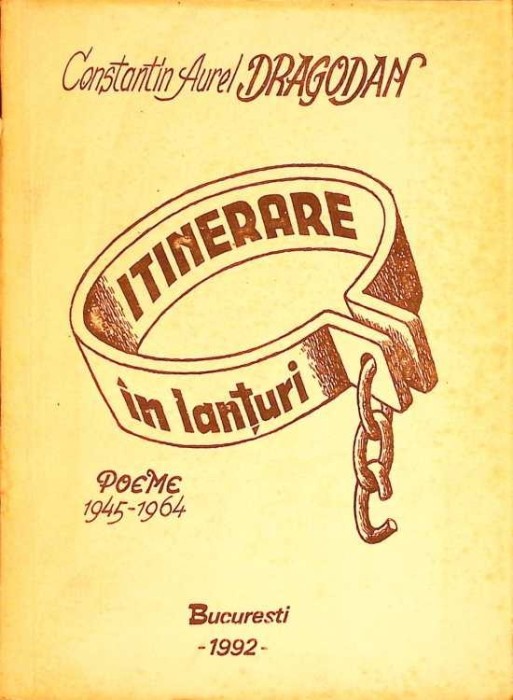 Constantin Aurel DRAGODAN
ITINERARE
în lanțuri
POEME
1945-1964
Bucuresti
-1992-